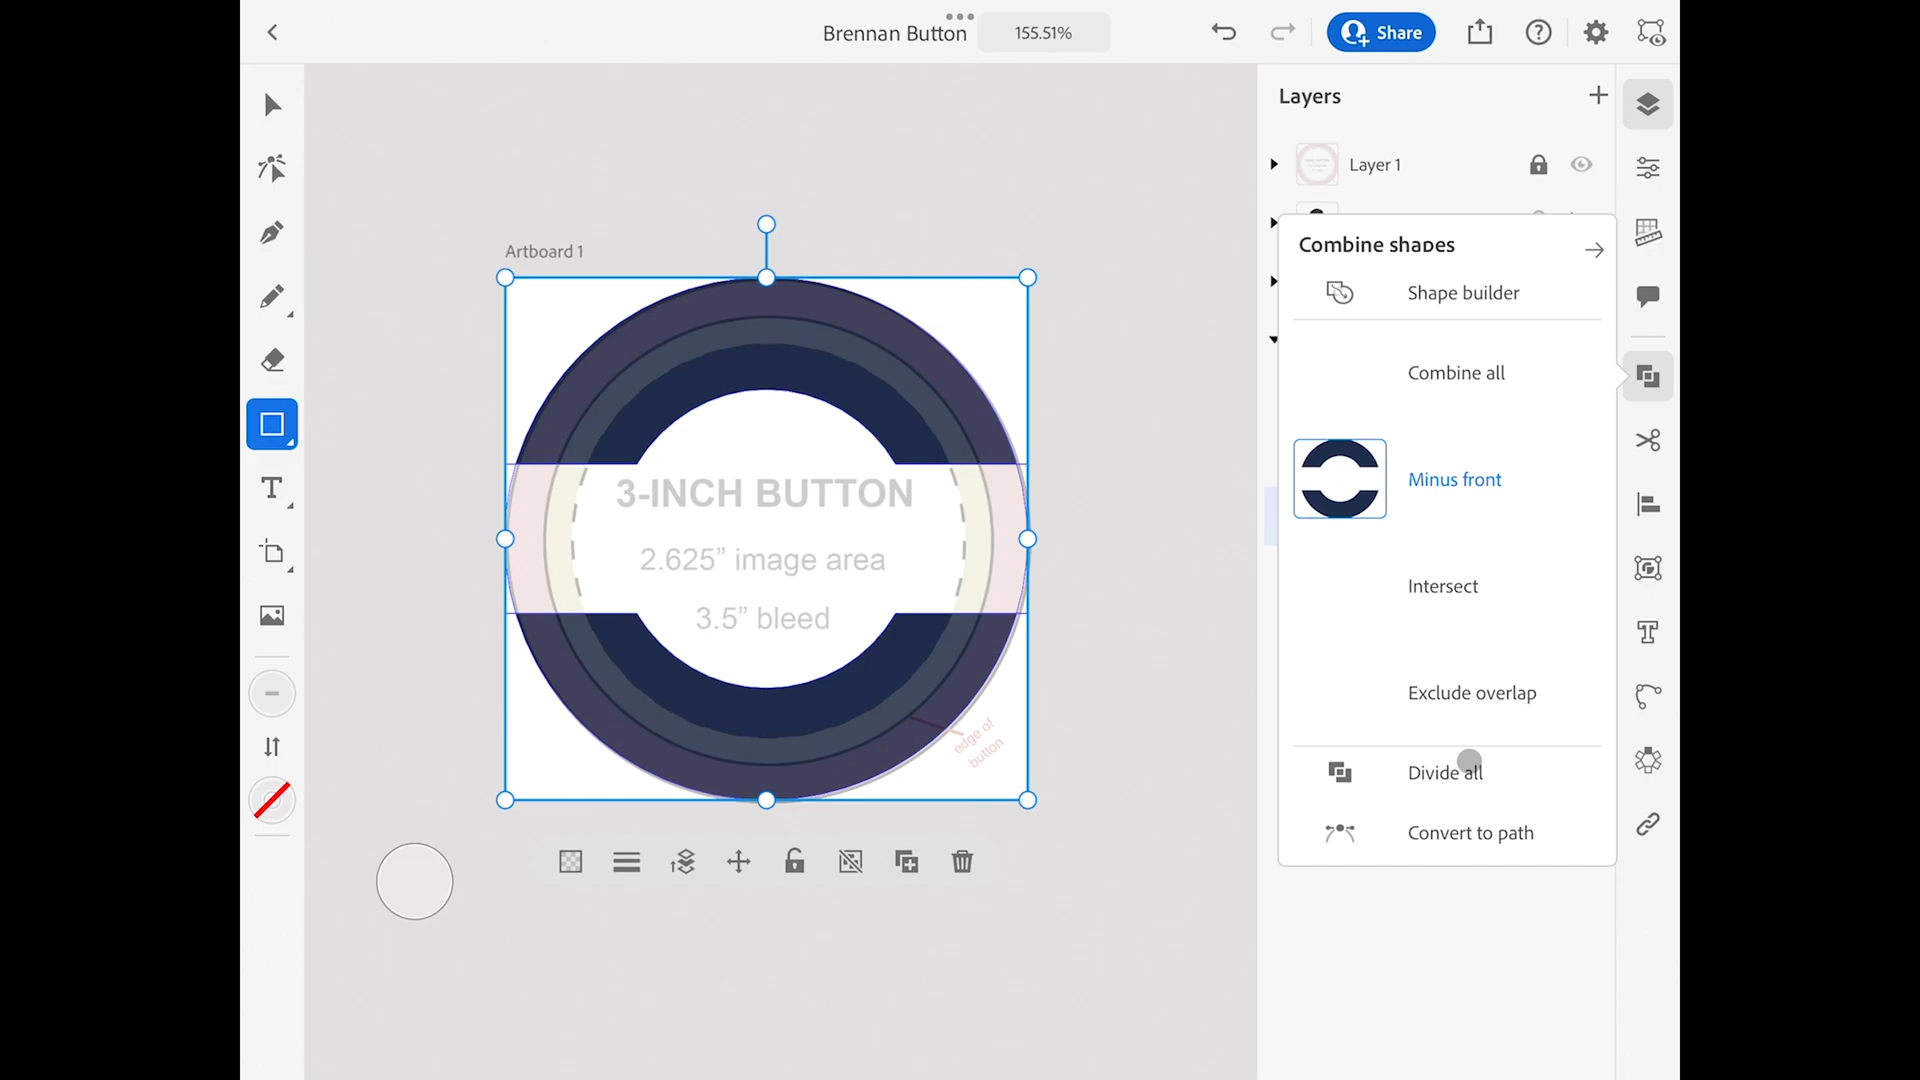 Brennan Button
155.51%
Share
Layers
Layer 1
Artboard 1
Combine shapes
Shape builder
Combine all
Minus front
Intersect
Exclude overlap
Divide all
Convert to path
3-INCH BUTTON
2.625” image area
3.5” bleed
edge of
button